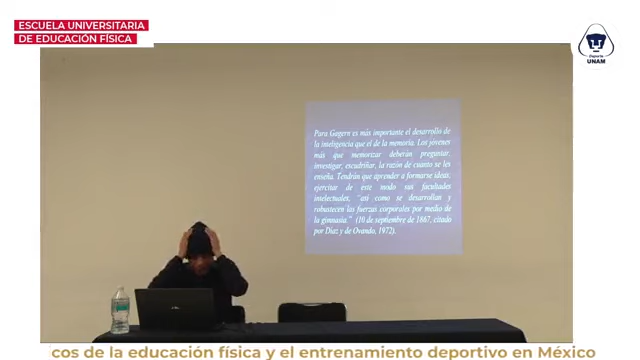 ESCUELA UNIVERSITARIA
DE EDUCACIÓN FÍSICA
Deporte
UNAM
Para Gagern es más importante el desarrollo de
la inteligencia que el de la memoria. Los jóvenes
más que memorizar deberán preguntar,
investigar, escudriñar, la razón de cuanto se les
enseña. Tendrán que aprender a formarse ideas,
ejercitar de este modo sus facultades
intelectuales, "así como se desarrollan y
robustecen las fuerzas corporales por medio de
la gimnasia." (10 de septiembre de 1867, citado
por Díaz y de Ovando, 1972).
cos de la educación física y el entrenamiento deportivo en México